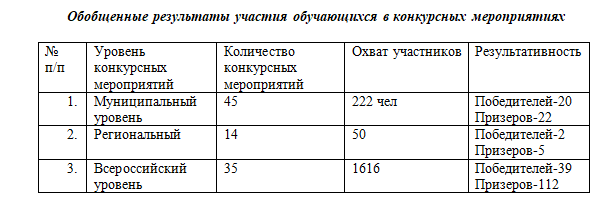 Обобщенные результаты участия обучающихся в конкурсных мероприятиях
№ п/п Уровень конкурсных мероприятий Количество конкурсных мероприятий Охват участников Результативность
1. Муниципальный уровень 45 222 чел Победителей-20 Призеров-22
2. Региональный 14 50 Победителей-2 Призеров-5
3. Всероссийский уровень 35 1616 Победителей-39 Призеров-112